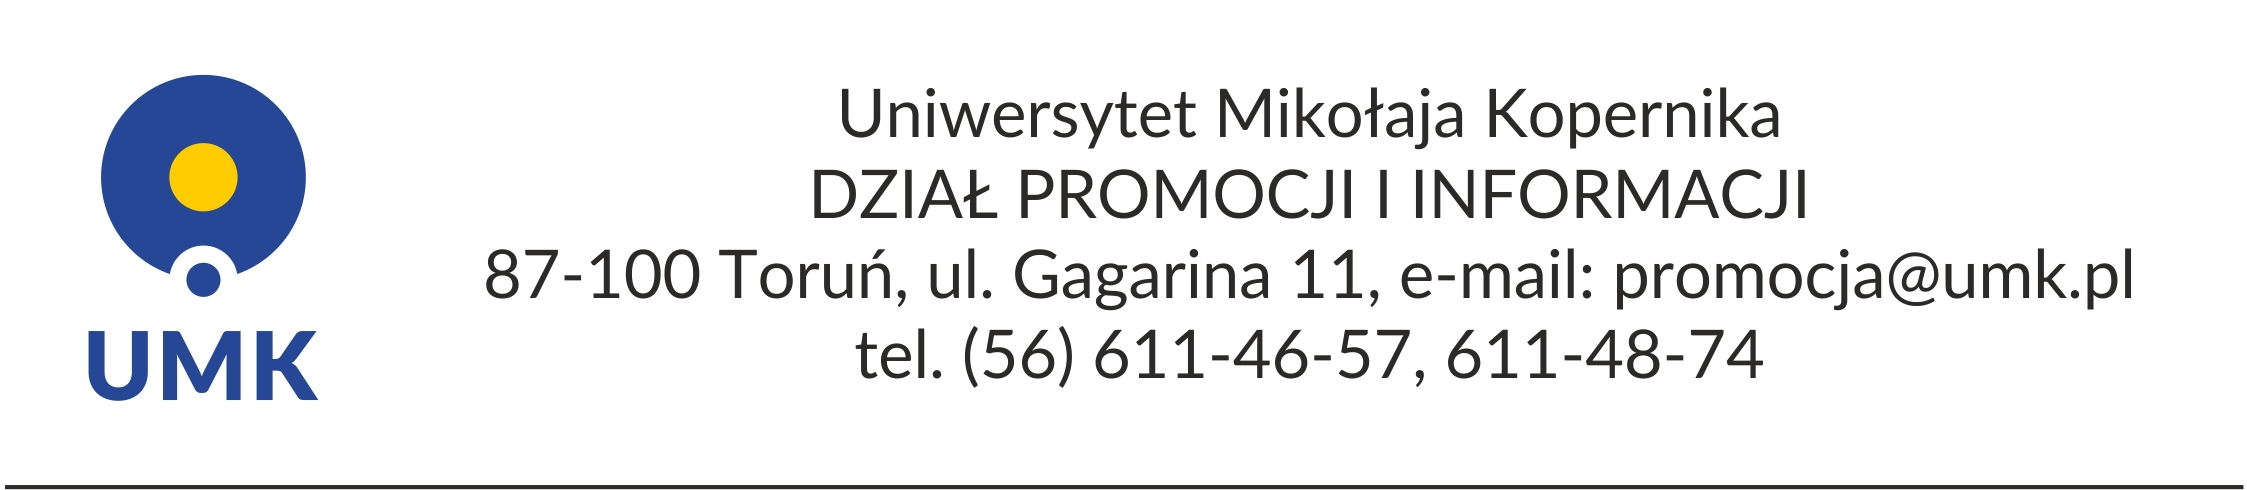 Uniwersytet Mikołaja Kopernika
DZIAŁ PROMOCJI I INFORMACJI
87-100 Toruń, ul. Gagarina 11, e-mail: promocja@umk.pl
tel. (56) 611-46-57, 611-48-74
UMK